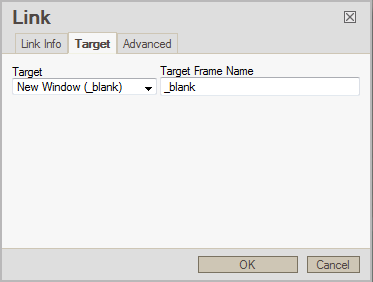 Link
Link Info Target Advanced
Target Target Frame Name
New Window (_blank) _blank
OK Cancel